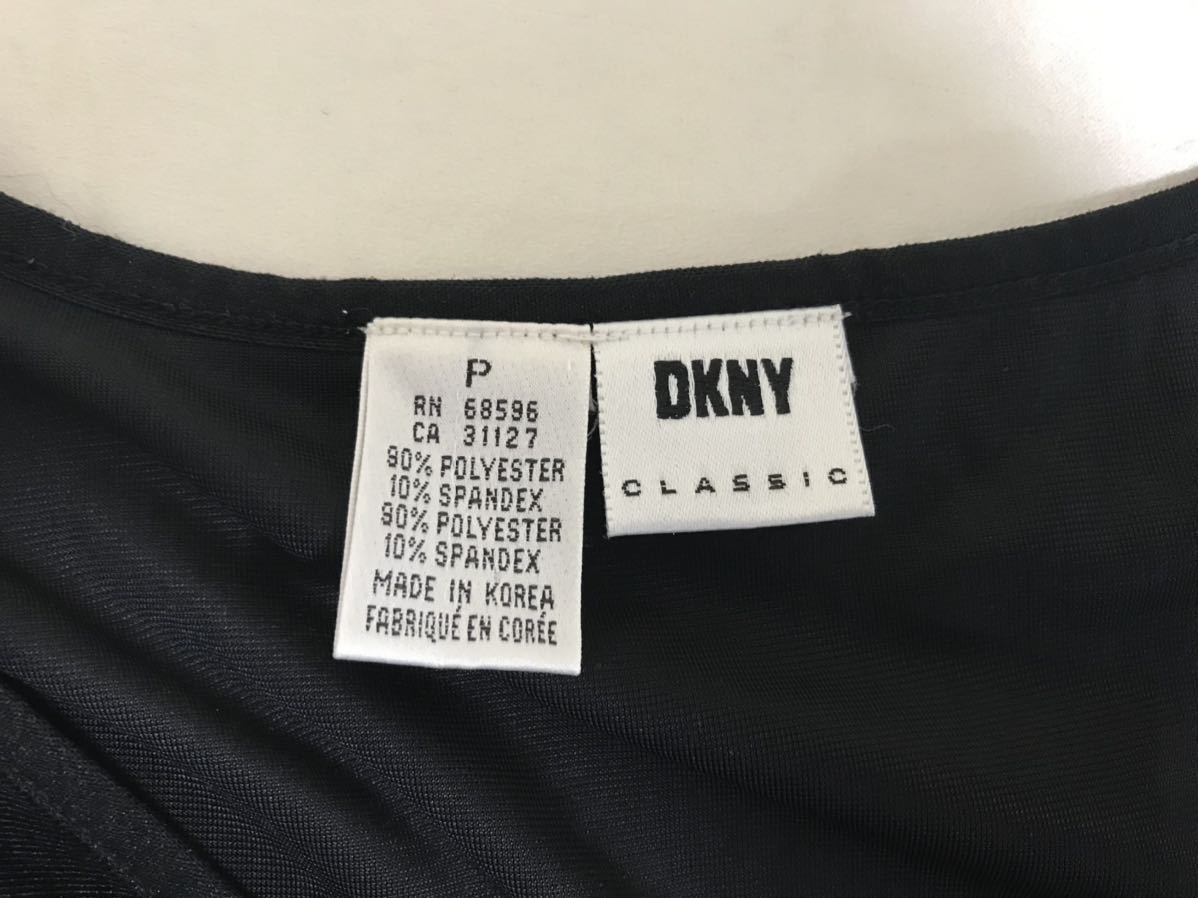 P
RN 68596
CA 31127
90% POLYESTER
10% SPANDEX
90% POLYESTER
10% SPANDEX
MADE IN KOREA
FABRIQUÉ EN CORÉE
DKNY
CLASSIC